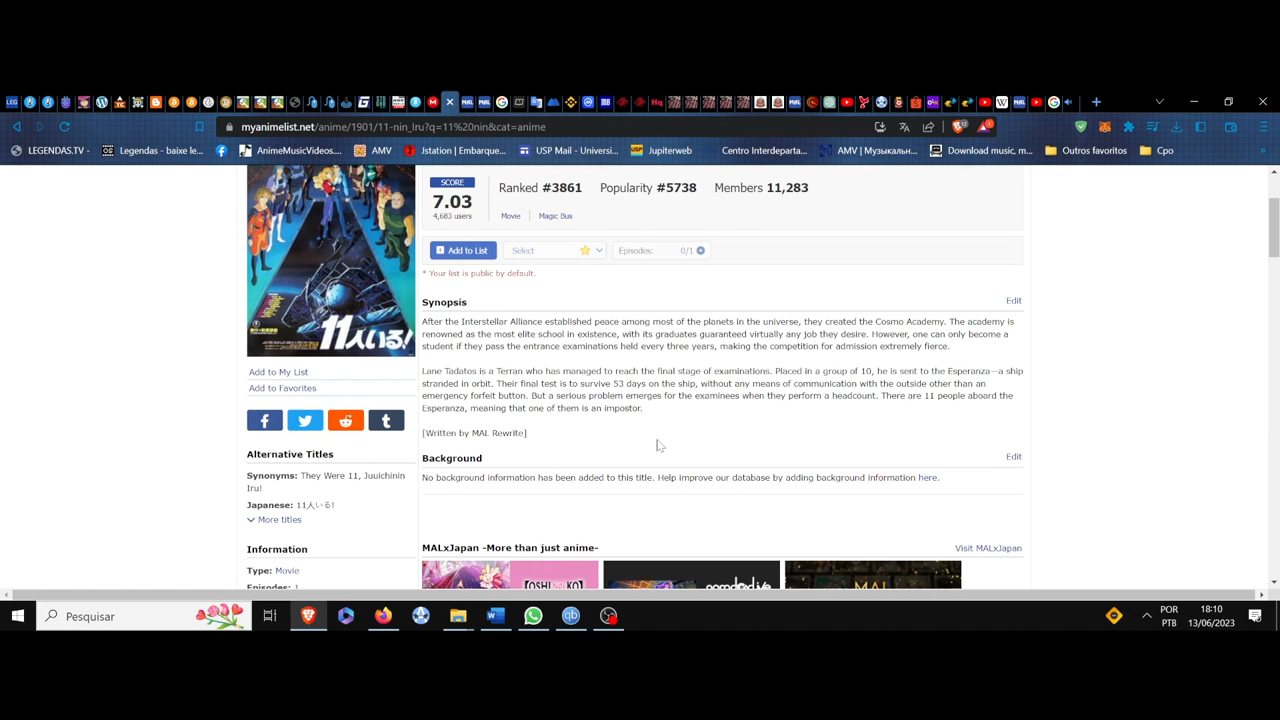 myanimelist.net/anime/1901/11-nin_Iru?q=11%20nin&cat=anime
LEGENDAS.TV -
Legendas - baixe le...
AnimeMusicVideos....
AMV
Jstation | Embarque...
USP Mail - Universi...
Jupiterweb
Centro Interdeparta...
AMV | Музыкальн...
Download music, m...
Outros favoritos
Cpo
SCORE
7.03
4,683 users
Ranked #3861
Popularity #5738
Members 11,283
Movie
Magic Bus
Add to List
Select
Episodes: 0/1
* Your list is public by default.
Synopsis
Edit
After the Interstellar Alliance established peace among most of the planets in the universe, they created the Cosmo Academy. The academy is
renowned as the most elite school in existence, with its graduates guaranteed virtually any job they desire. However, one can only become a
student if they pass the entrance examinations held every three years, making the competition for admission extremely fierce.
Lane Tadatos is a Terran who has managed to reach the final stage of examinations. Placed in a group of 10, he is sent to the Esperanza—a ship
stranded in orbit. Their final test is to survive 53 days on the ship, without any means of communication with the outside other than an
emergency forfeit button. But a serious problem emerges for the examinees when they perform a headcount. There are 11 people aboard the
Esperanza, meaning that one of them is an impostor.
[Written by MAL Rewrite]
Background
Edit
No background information has been added to this title. Help improve our database by adding background information here.
MALxJapan -More than just anime-
Visit MALxJapan
[OSHI NO KO]
MAL
11人いる!
Add to My List
Add to Favorites
Alternative Titles
Synonyms: They Were 11, Juuichinin
Iru!
Japanese: 11人いる!
More titles
Information
Type: Movie
Episodes: 1
Pesquisar
POR
PTB
18:10
13/06/2023